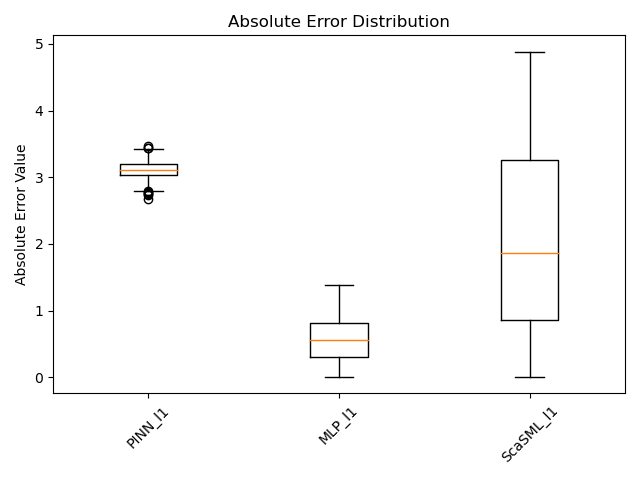 Absolute Error Distribution
Absolute Error Value
5
4
3
2
1
0
PINN_l1
MLP_l1
ScaSML_l1